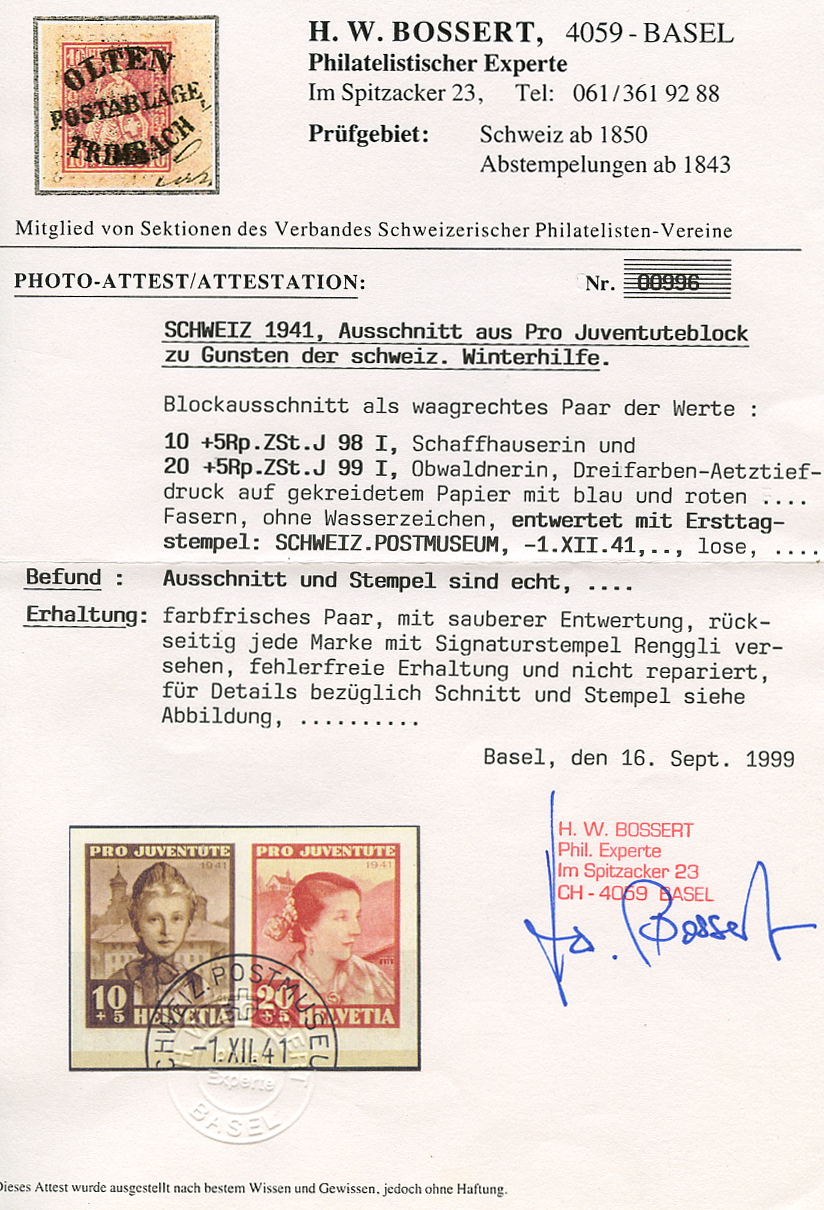 OLTEN
POSTABLAGE
TRIMBACH
H. W. BOSSERT, 4059 - BASEL
Philatelistischer Experte
Im Spitzacker 23, Tel: 061/361 92 88
Prüfgebiet: Schweiz ab 1850
Abstempelungen ab 1843
Mitglied von Sektionen des Verbandes Schweizerischer Philatelisten-Vereine
PHOTO-ATTEST/ATTESTATION: Nr. 00996
SCHWEIZ 1941, Ausschnitt aus Pro Juventuteblock
zu Gunsten der schweiz. Winterhilfe.
Blockausschnitt als waagrechtes Paar der Werte :
10 +5Rp.ZSt.J 98 I, Schaffhauserin und
20 +5Rp.ZSt.J 99 I, Obwaldnerin, Dreifarben-Aetztief-
druck auf gekreidetem Papier mit blau und roten ....
Fasern, ohne Wasserzeichen, entwertet mit Ersttag-
stempel: SCHWEIZ.POSTMUSEUM, -1.XII.41,.., lose, ....
Befund : Ausschnitt und Stempel sind echt, ....
Erhaltung: farbfrisches Paar, mit sauberer Entwertung, rück-
seitig jede Marke mit Signaturstempel Renggli ver-
sehen, fehlerfreie Erhaltung und nicht repariert,
für Details bezüglich Schnitt und Stempel siehe
Abbildung, ..........
Basel, den 16. Sept. 1999
H. W. BOSSERT
Phil. Experte
Im Spitzacker 23
CH - 4059 BASEL
Bossert
PRO JUVENTUTE
1941
10
+ 5
HELVETIA
PRO JUVENTUTE
1941
20
+ 5
HELVETIA
SCHWEIZ.POSTMUSEUM
-1.XII.41
Experte
BASEL
Dieses Attest wurde ausgestellt nach bestem Wissen und Gewissen, jedoch ohne Haftung.